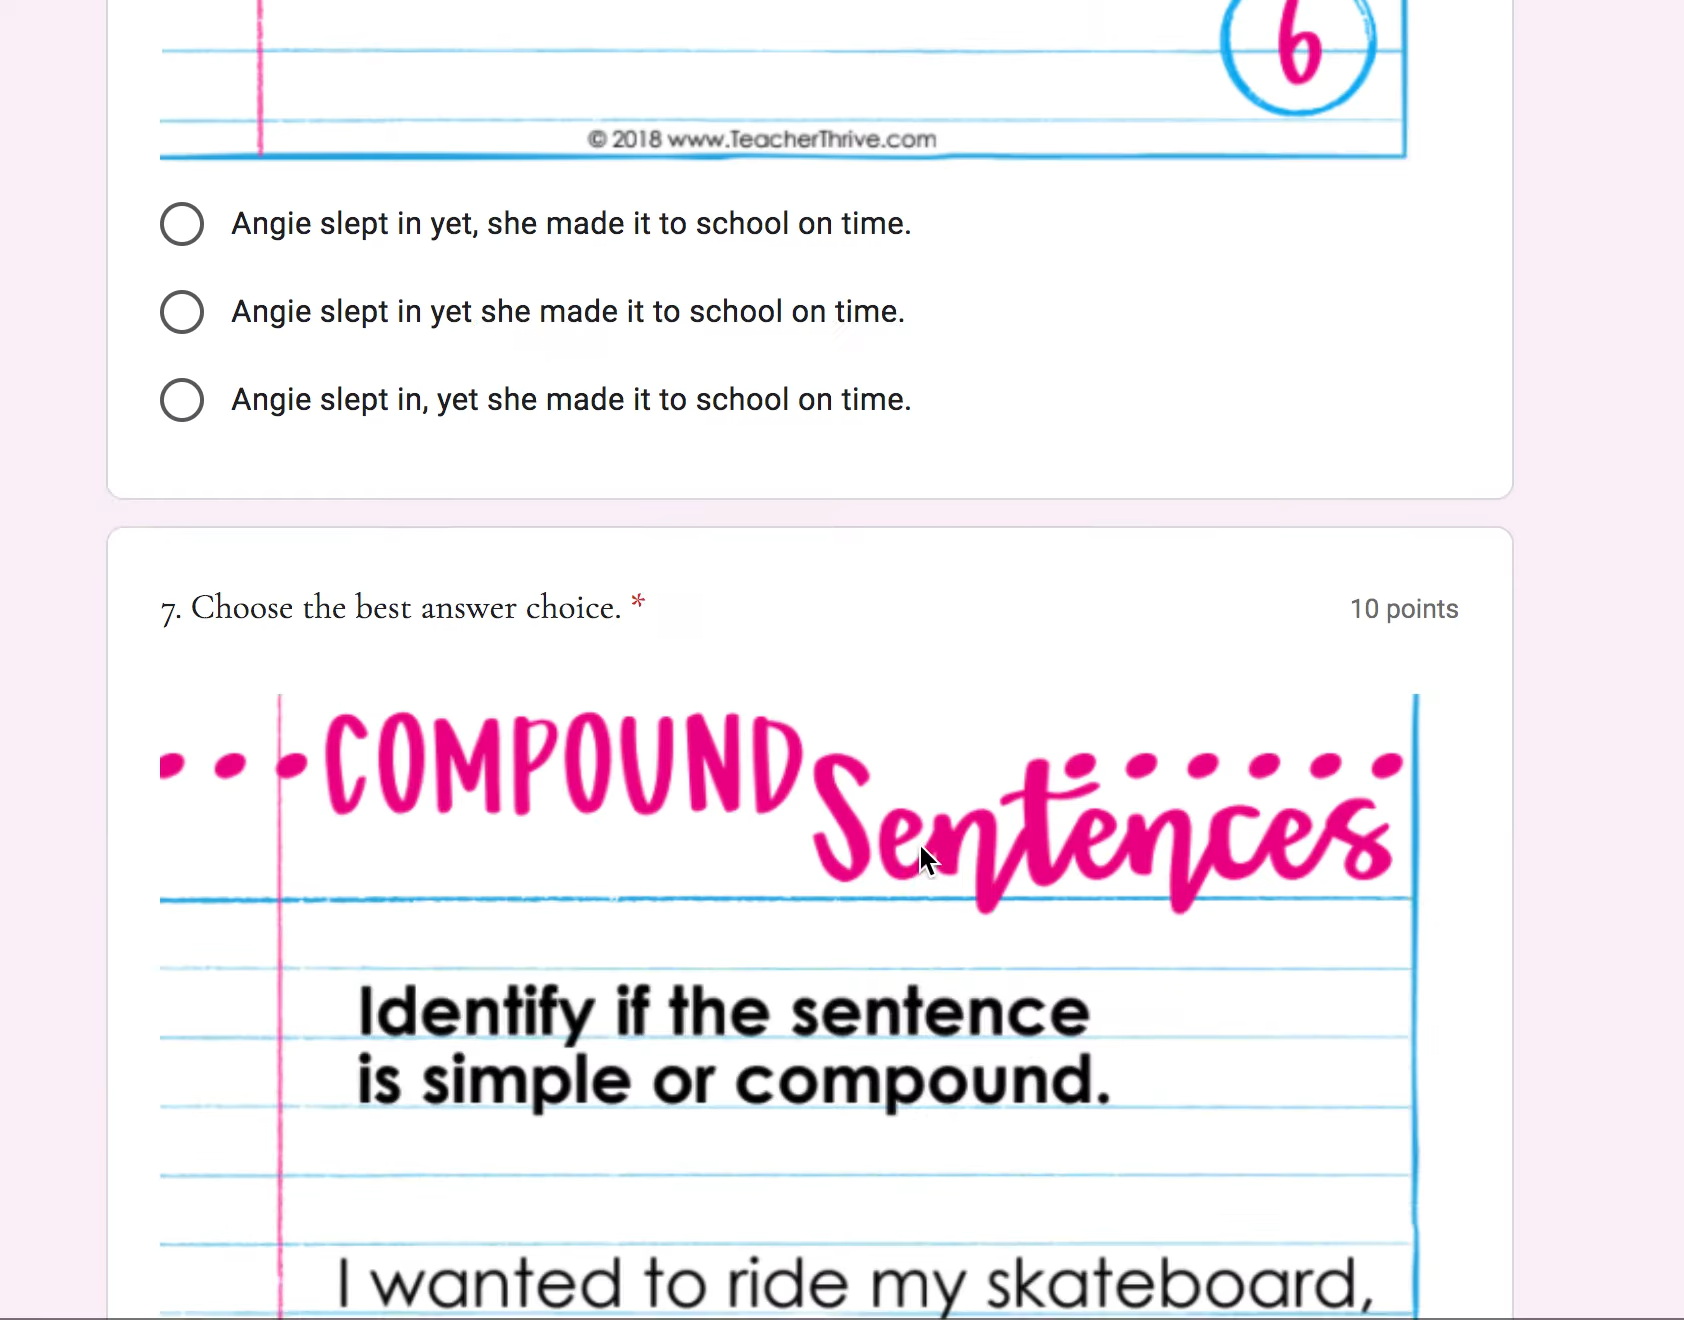 6
© 2018 www.TeacherThrive.com
Angie slept in yet, she made it to school on time.
Angie slept in yet she made it to school on time.
Angie slept in, yet she made it to school on time.
7. Choose the best answer choice. *
10 points
COMPOUND
Sentences
Identify if the sentence
is simple or compound.
I wanted to ride my skateboard,